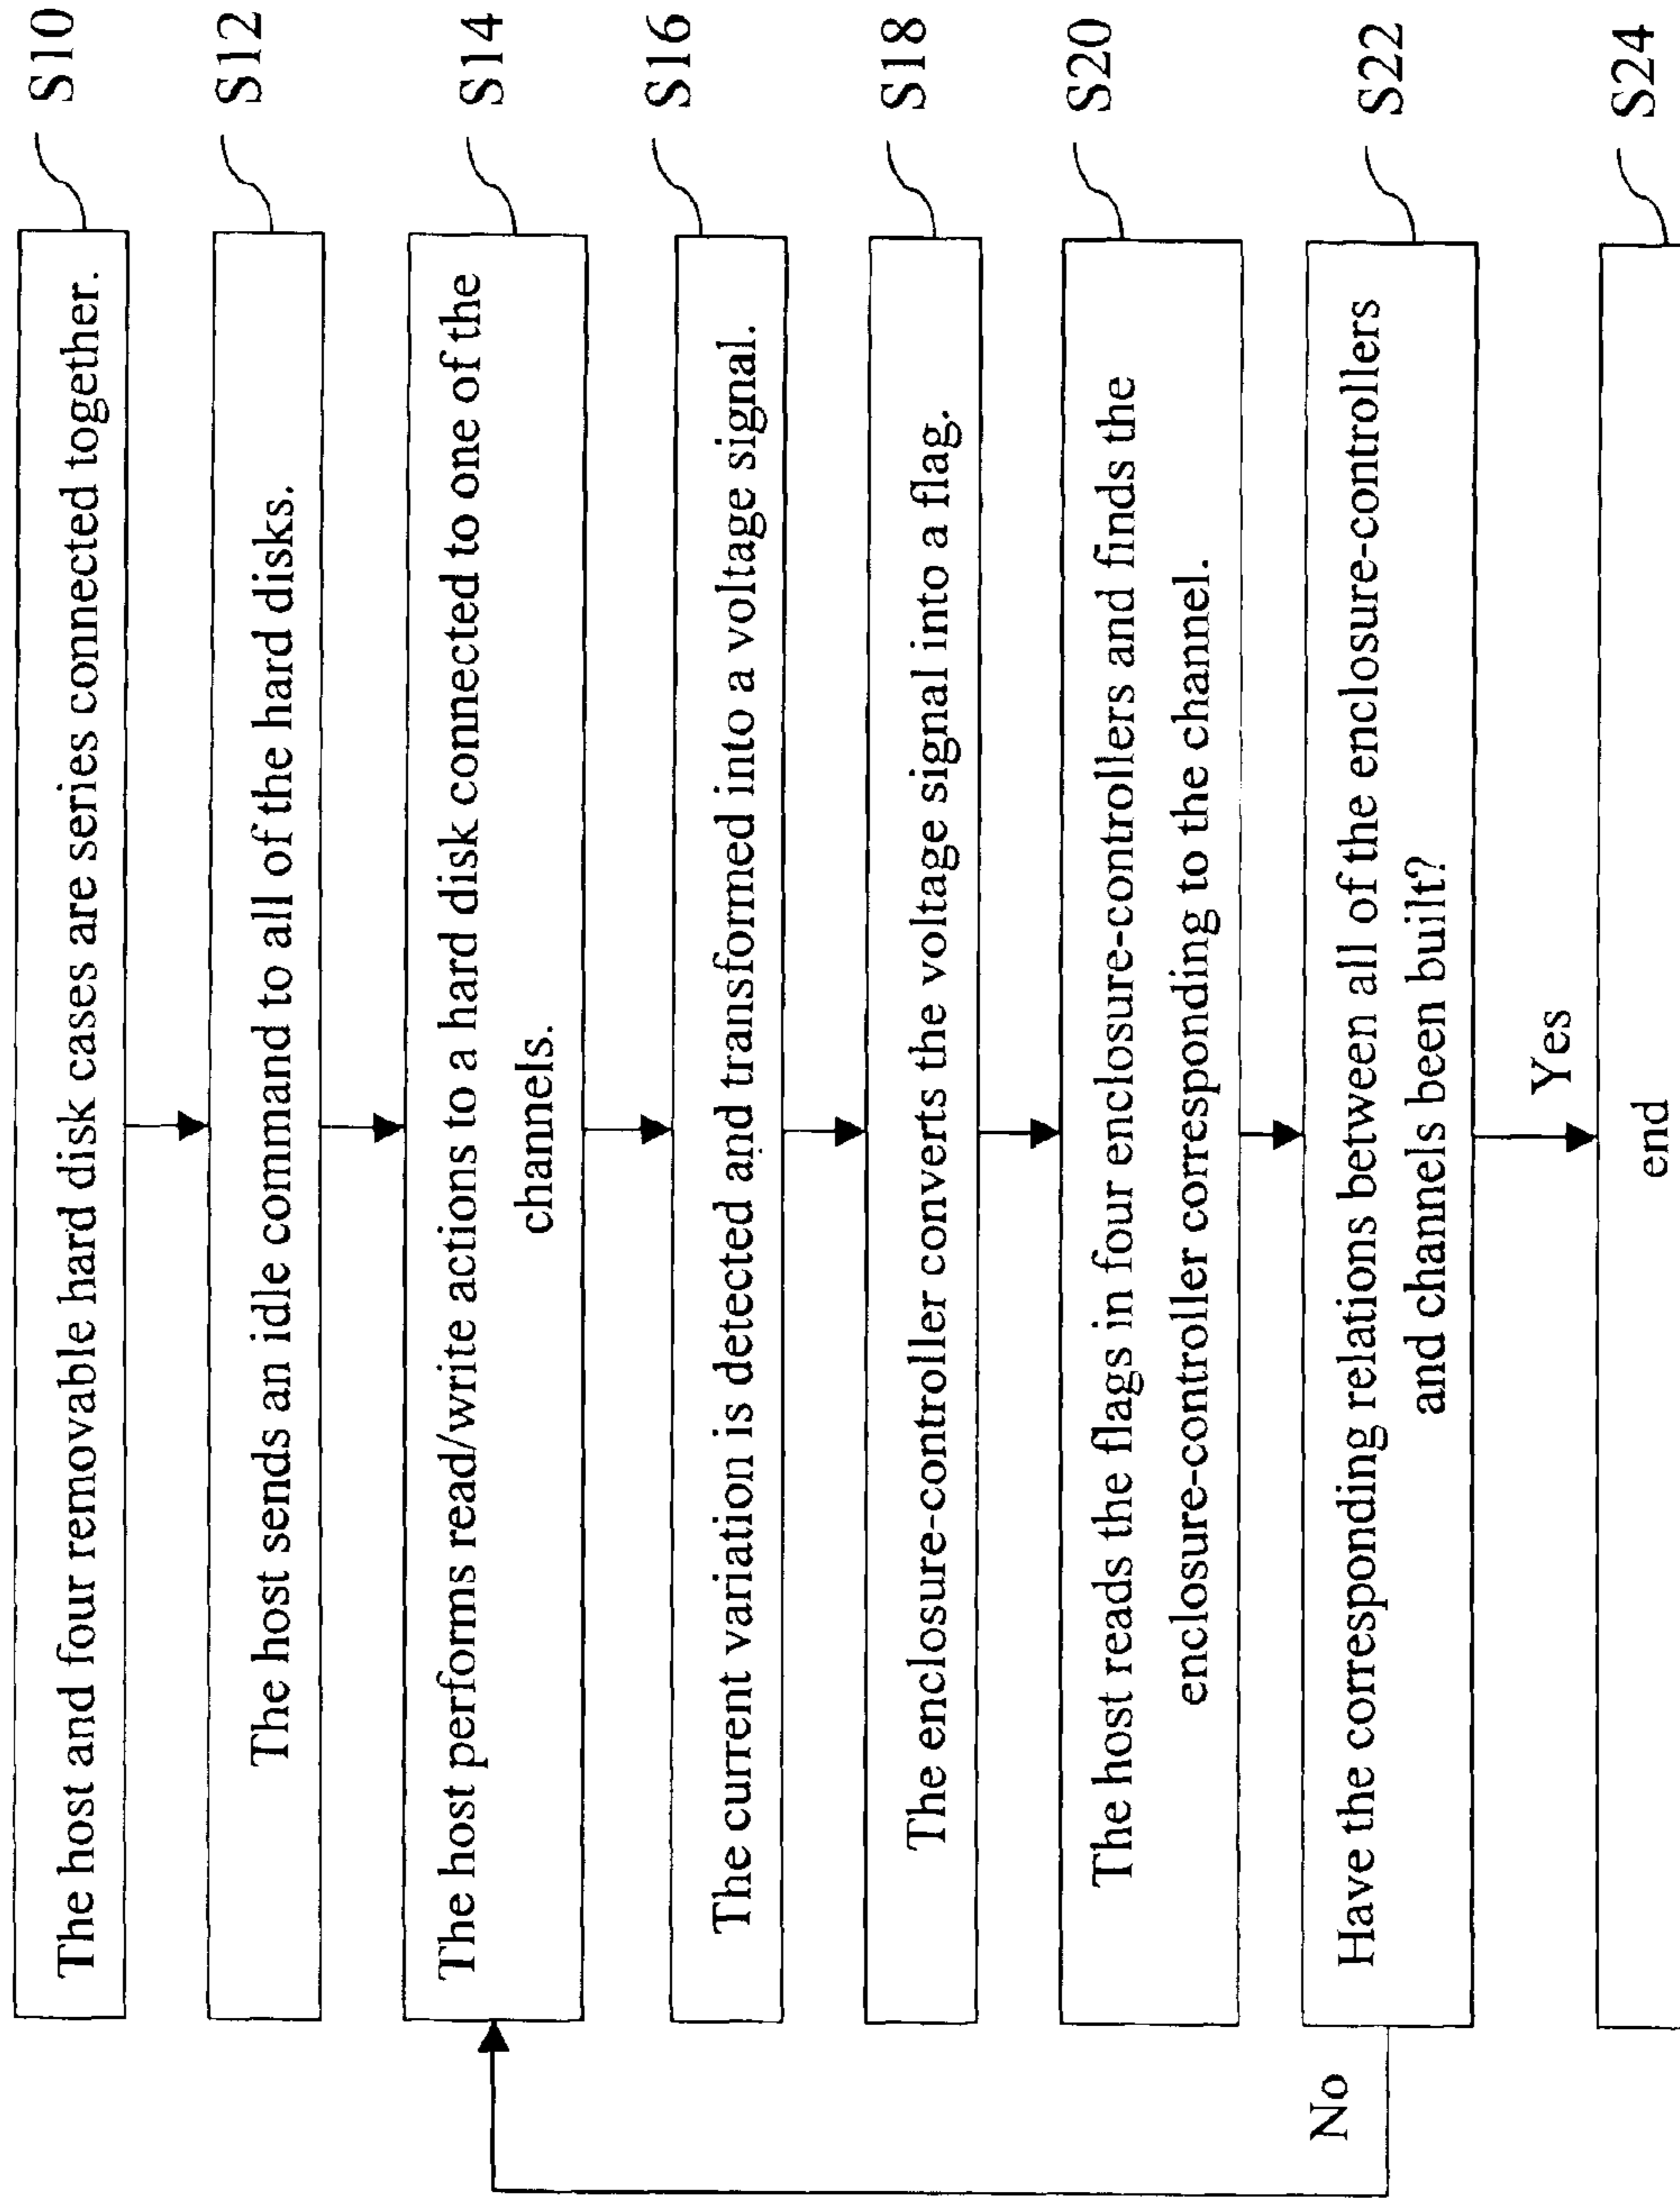 The host and four removable hard disk cases are series connected together.
S10
The host sends an idle command to all of the hard disks.
S12
The host performs read/write actions to a hard disk connected to one of the
channels.
S14
The current variation is detected and transformed into a voltage signal.
S16
The enclosure-controller converts the voltage signal into a flag.
S18
The host reads the flags in four enclosure-controllers and finds the
enclosure-controller corresponding to the channel.
S20
Have the corresponding relations between all of the enclosure-controllers
and channels been built?
S22
No
Yes
end
S24